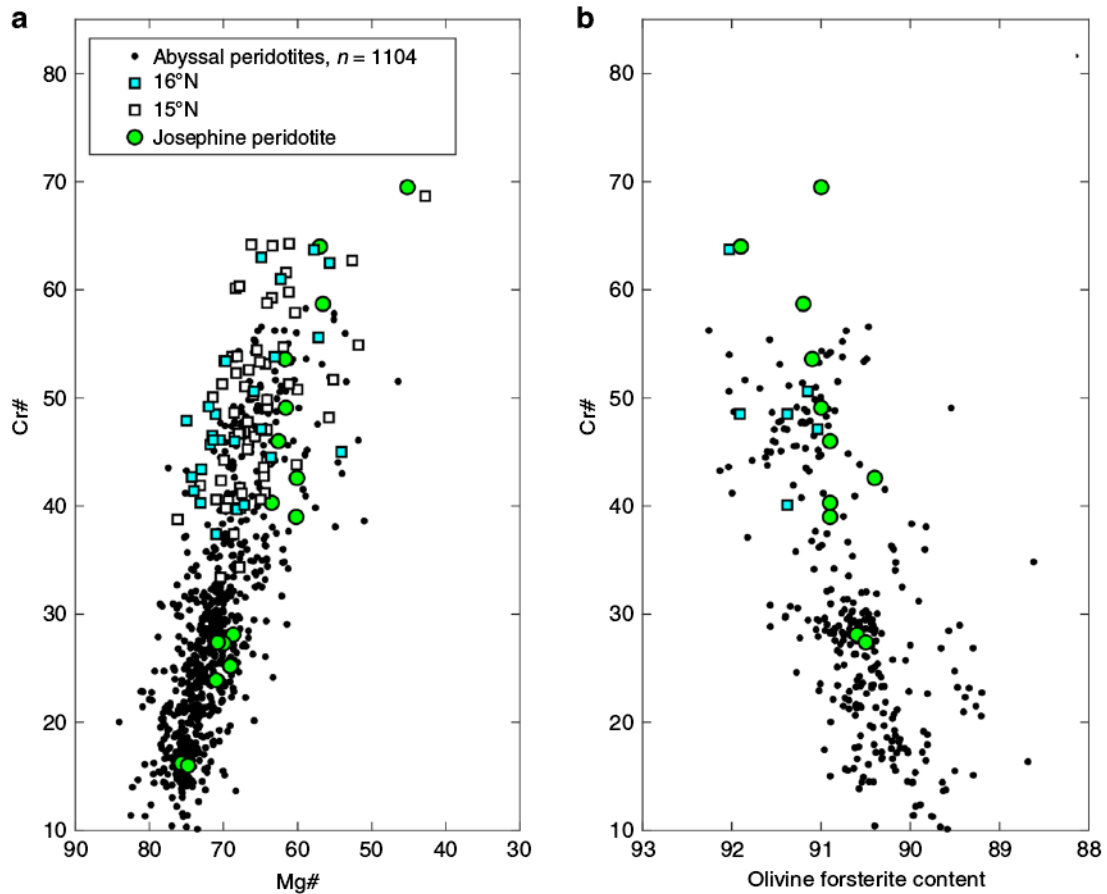 a
Abyssal peridotites, n = 1104
16°N
15°N
Josephine peridotite
80
70
60
50
40
30
20
10
Cr#
90
80
70
60
50
40
30
Mg#
b
80
70
60
50
40
30
20
10
Cr#
93
92
91
90
89
88
Olivine forsterite content